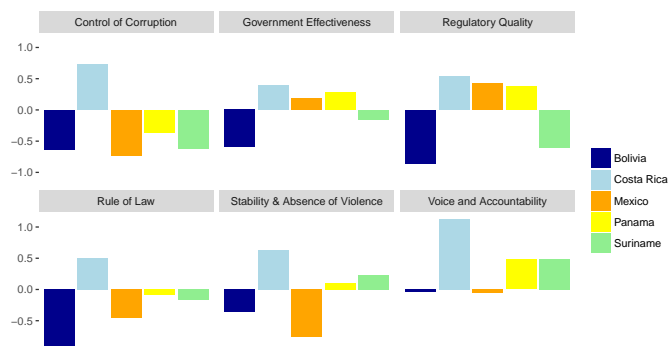 Control of Corruption
Government Effectiveness
Regulatory Quality
1.0
0.5
0.0
−0.5
−1.0
Rule of Law
Stability & Absence of Violence
Voice and Accountability
1.0
0.5
0.0
−0.5
Bolivia
Costa Rica
Mexico
Panama
Suriname